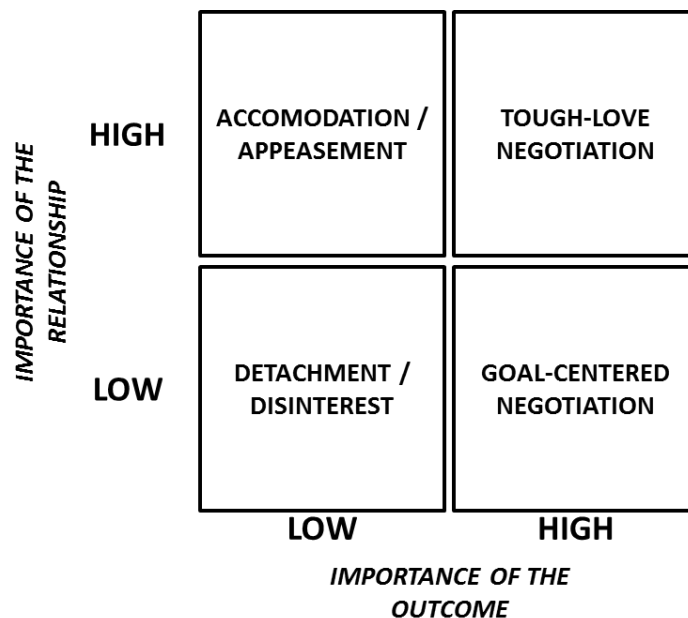 IMPORTANCE OF THE
RELATIONSHIP
HIGH
ACCOMODATION /
APPEASEMENT
TOUGH-LOVE
NEGOTIATION
LOW
DETACHMENT /
DISINTEREST
GOAL-CENTERED
NEGOTIATION
LOW
HIGH
IMPORTANCE OF THE
OUTCOME